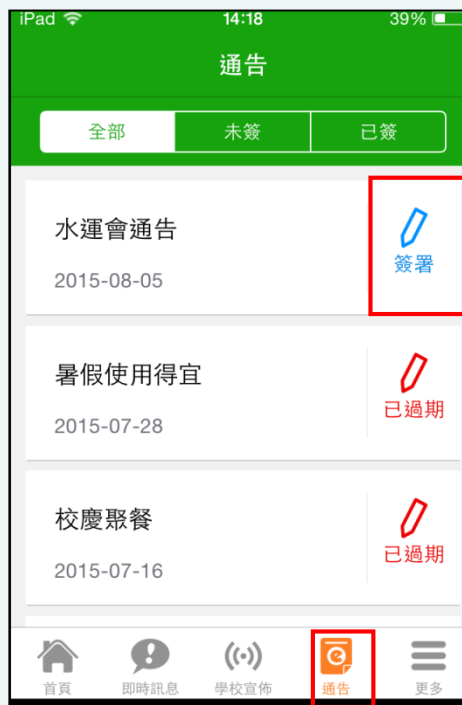 iPad 14:18 39%
通告
全部 未簽 已簽
水運會通告
簽署
2015-08-05
暑假使用得宜
已過期
2015-07-28
校慶聚餐
已過期
2015-07-16
e
首頁 即時訊息 學校宣佈 通告 更多